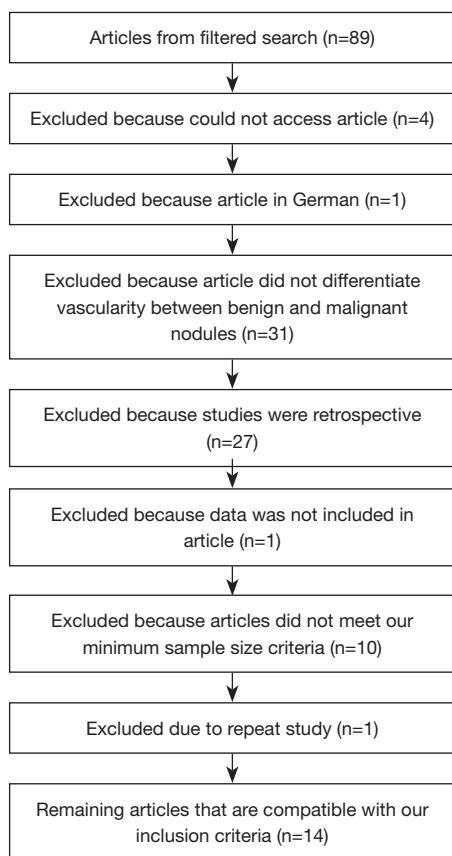 Articles from filtered search (n=89)
Excluded because could not access article (n=4)
Excluded because article in German (n=1)
Excluded because article did not differentiate
vascularity between benign and malignant
nodules (n=31)
Excluded because studies were retrospective
(n=27)
Excluded because data was not included in
article (n=1)
Excluded because articles did not meet our
minimum sample size criteria (n=10)
Excluded due to repeat study (n=1)
Remaining articles that are compatible with our
inclusion criteria (n=14)